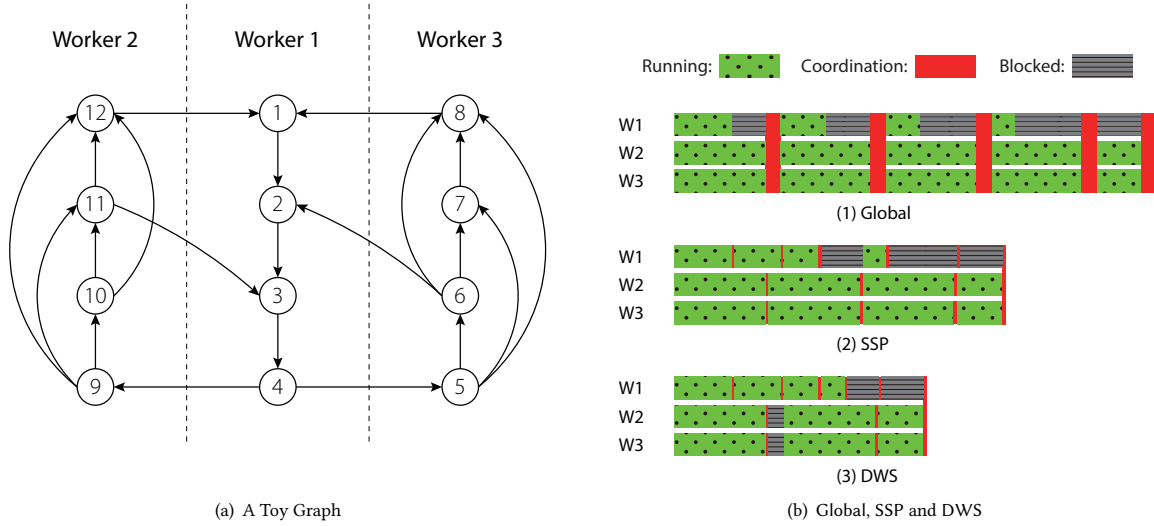 Worker 2 Worker 1 Worker 3
12 1 8
11 2 7
10 3 6
9 4 5
(a) A Toy Graph
Running: Coordination: Blocked:
W1
W2
W3
(1) Global
W1
W2
W3
(2) SSP
W1
W2
W3
(3) DWS
(b) Global, SSP and DWS